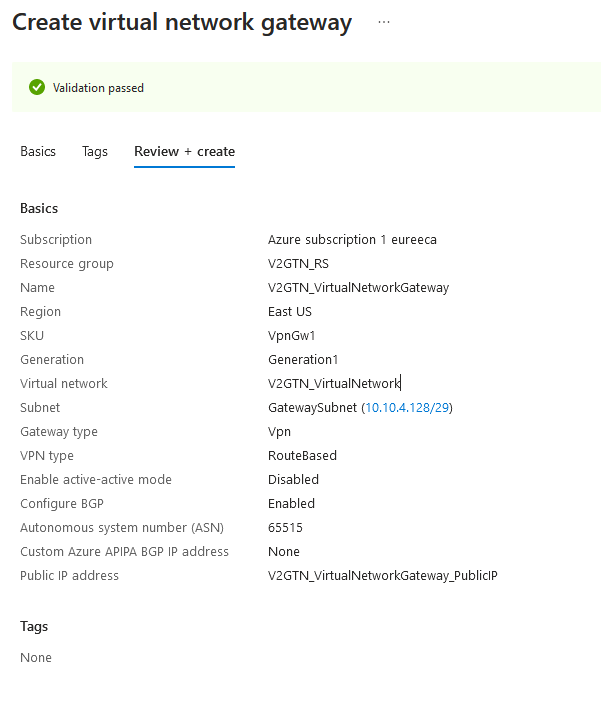 Create virtual network gateway ...
Validation passed
Basics Tags Review + create
Basics
Subscription Azure subscription 1 eureeca
Resource group V2GTN_RS
Name V2GTN_VirtualNetworkGateway
Region East US
SKU VpnGw1
Generation Generation1
Virtual network V2GTN_VirtualNetwork
Subnet GatewaySubnet (10.10.4.128/29)
Gateway type Vpn
VPN type RouteBased
Enable active-active mode Disabled
Configure BGP Enabled
Autonomous system number (ASN) 65515
Custom Azure APIPA BGP IP address None
Public IP address V2GTN_VirtualNetworkGateway_PublicIP
Tags
None